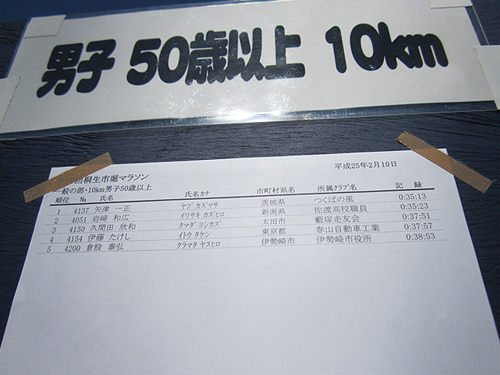 男子 50歳以上 10km
回桐生市堀マラソン 平成25年2月10日
一般の部・10km男子50歳以上
順位 No. 氏名 氏名カナ 市町村県名 所属クラブ名 記 録
1 4137 矢津 一正 ヤヅ カズマサ 茨城県 つくばの風 0:35:13
2 4051 岩崎 和広 イワサキ カズヒロ 新潟県 佐渡高校職員 0:35:23
3 4150 久間田 欣和 クマダ ヨシカズ 太田市 藪塚走友会 0:37:51
4 4154 伊藤 たけし イトウ タケシ 東京都 春山自動車工業 0:37:57
5 4200 倉股 泰弘 クラマタ ヤスヒロ 伊勢崎市 伊勢崎市役所 0:38:53